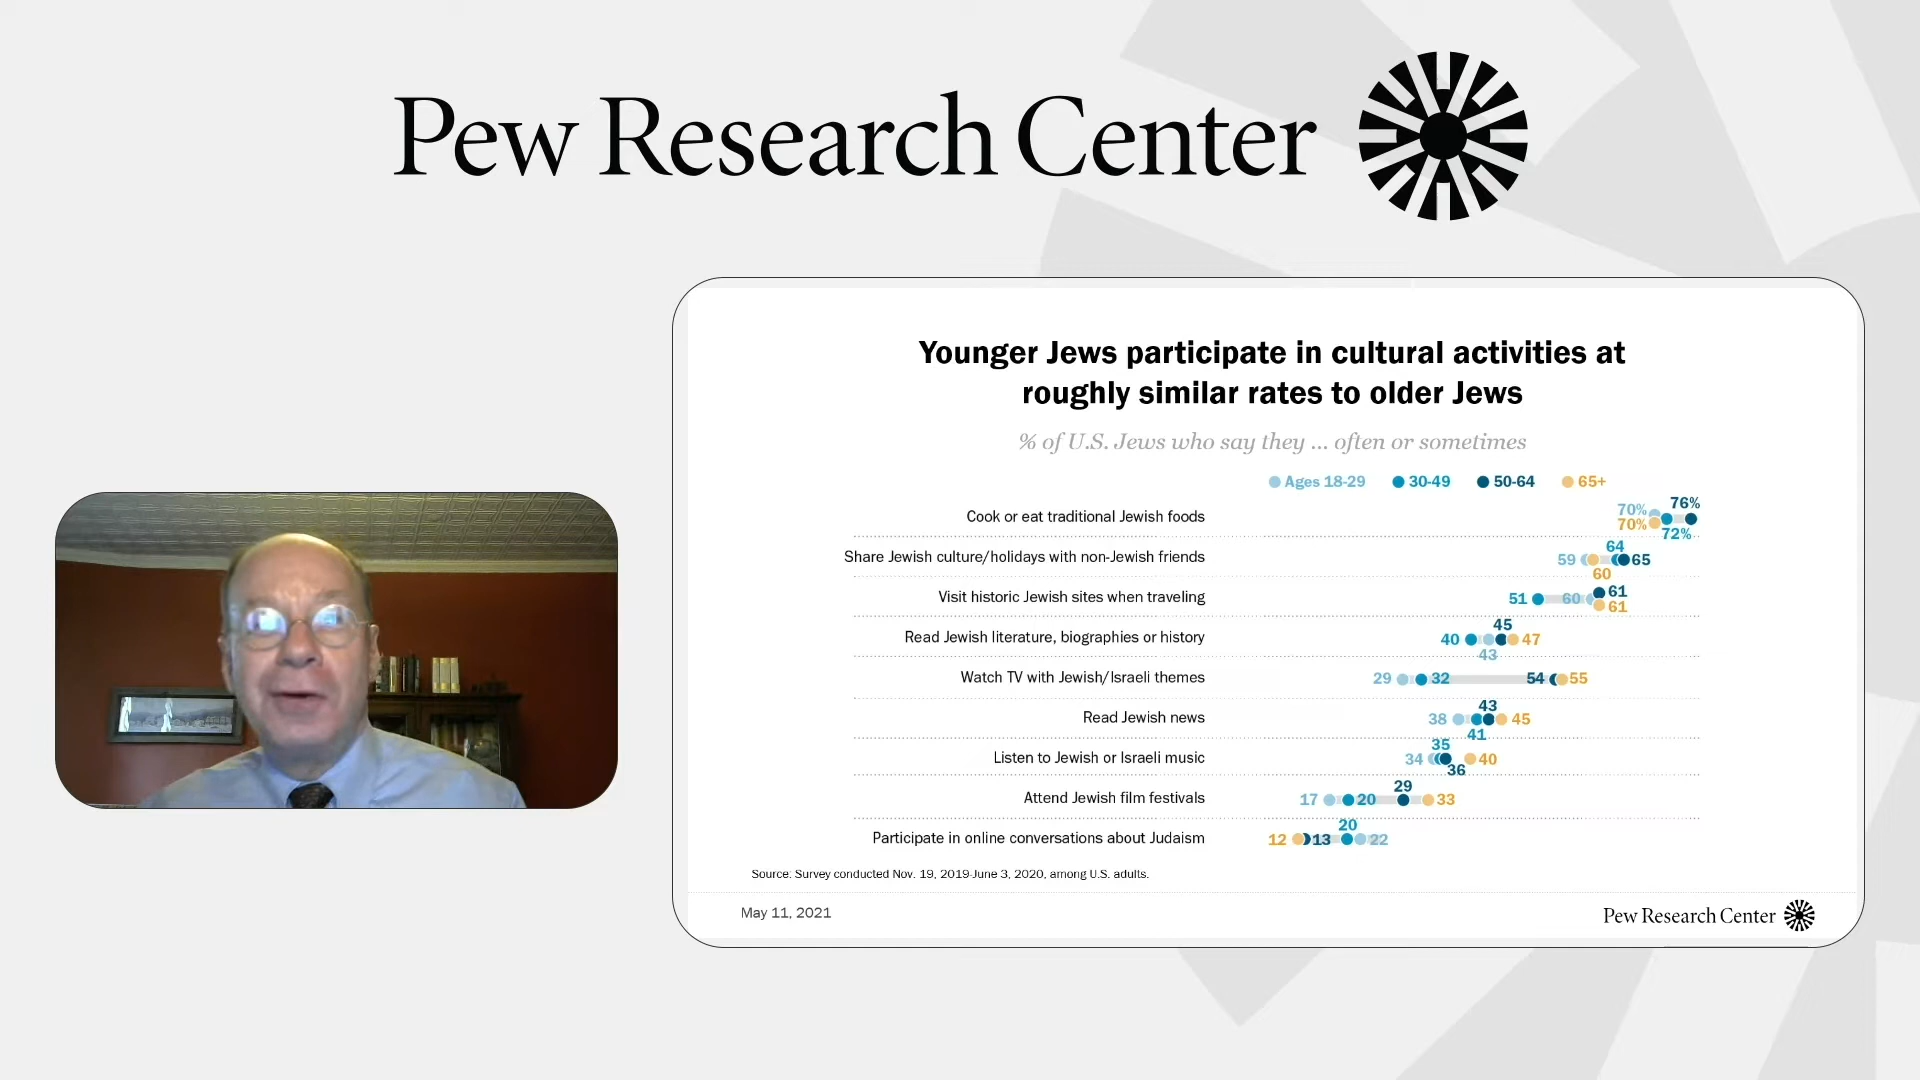 Pew Research Center
Younger Jews participate in cultural activities at
roughly similar rates to older Jews
% of U.S. Jews who say they ... often or sometimes
Ages 18-29 30-49 50-64 65+
Cook or eat traditional Jewish foods 70% 70% 72% 76%
Share Jewish culture/holidays with non-Jewish friends 59 60 64 65
Visit historic Jewish sites when traveling 51 60 61 61
Read Jewish literature, biographies or history 40 43 45 47
Watch TV with Jewish/Israeli themes 29 32 54 55
Read Jewish news 38 41 43 45
Listen to Jewish or Israeli music 34 35 36 40
Attend Jewish film festivals 17 20 29 33
Participate in online conversations about Judaism 12 13 20 22
Source: Survey conducted Nov. 19, 2019-June 3, 2020, among U.S. adults.
May 11, 2021
Pew Research Center